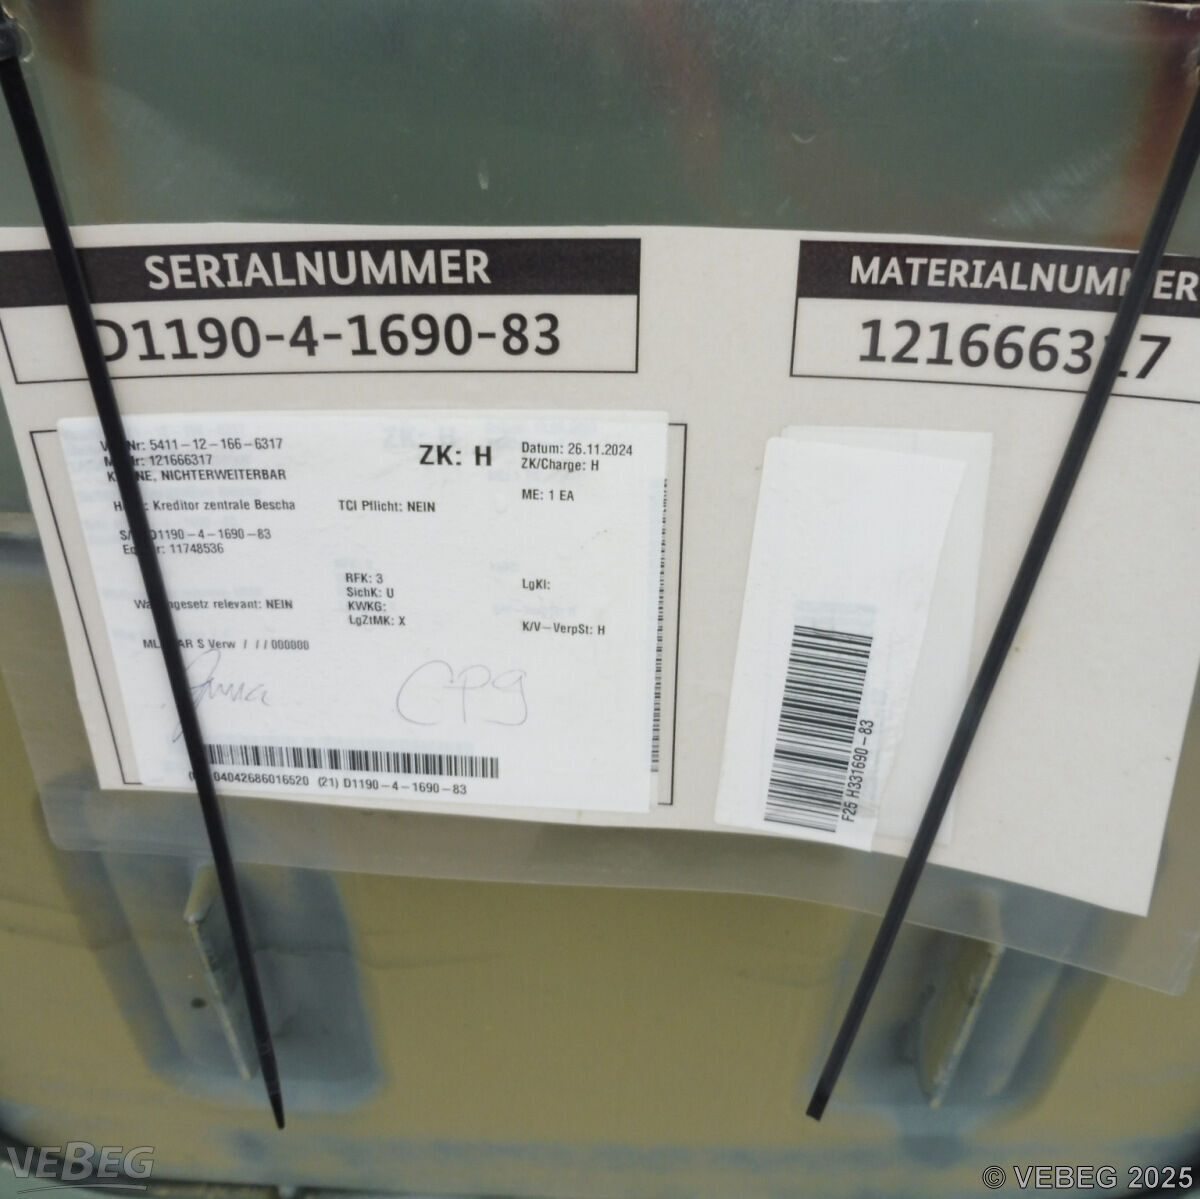 SERIALNUMMER
D1190-4-1690-83
MATERIALNUMMER
121666317
Nr: 5411-12-166-6317
121666317
NICHTERWEITERBAR
ZK: H
Datum: 26.11.2024
ZK/Charge: H
Kreditor zentrale Bescha
TCI Pflicht: NEIN
ME: 1 EA
D1190-4-1690-83
11748536
RFK: 3
SichK: U
KWKG:
LgZtMK: X
LgKl:
relevant: NEIN
K/V-VerpSt: H
S Verw / / / 000000
CPG
04042686016520 (21) D1190-4-1690-83
F25 H331690-83
VEBEG
© VEBEG 2025